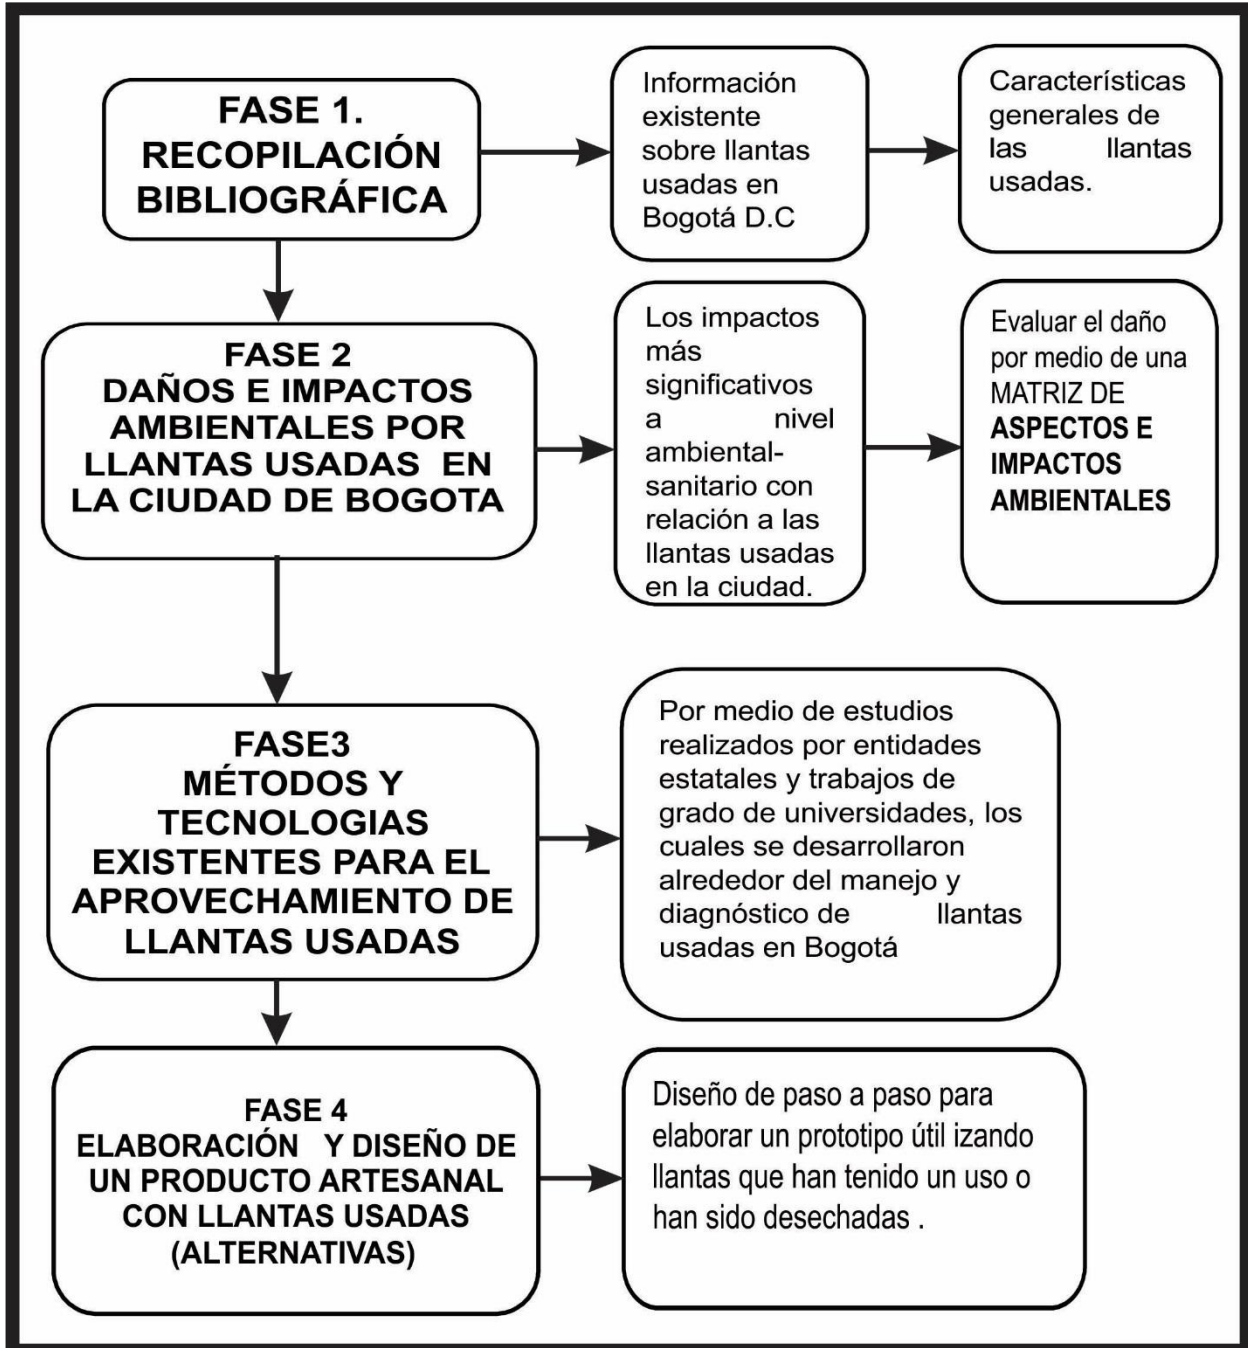 FASE 1.
RECOPILACIÓN
BIBLIOGRÁFICA
Información
existente
sobre llantas
usadas en
Bogotá D.C
Características
generales de
las llantas
usadas.
FASE 2
DAÑOS E IMPACTOS
AMBIENTALES POR
LLANTAS USADAS EN
LA CIUDAD DE BOGOTA
Los impactos
más
significativos
a nivel
ambiental-
sanitario con
relación a las
llantas usadas
en la ciudad.
Evaluar el daño
por medio de una
MATRIZ DE
ASPECTOS E
IMPACTOS
AMBIENTALES
FASE3
MÉTODOS Y
TECNOLOGIAS
EXISTENTES PARA EL
APROVECHAMIENTO DE
LLANTAS USADAS
Por medio de estudios
realizados por entidades
estatales y trabajos de
grado de universidades, los
cuales se desarrollaron
alrededor del manejo y
diagnóstico de llantas
usadas en Bogotá
FASE 4
ELABORACIÓN Y DISEÑO DE
UN PRODUCTO ARTESANAL
CON LLANTAS USADAS
(ALTERNATIVAS)
Diseño de paso a paso para
elaborar un prototipo útil izando
llantas que han tenido un uso o
han sido desechadas .